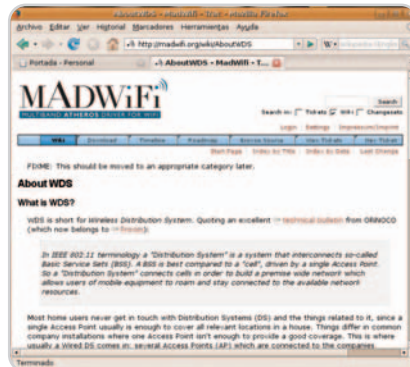 AboutWDS - MadWifi - Trac - Mozilla Firefox
Archivo Editar Ver Historial Marcadores Herramientas Ayuda
http://madwifi.org/wiki/AboutWDS
Portada - Personal
AboutWDS - MadWifi - T...
MADWiFi
MULTIBAND ATHEROS DRIVER FOR WIFI
Search
Search in: Tickets Wiki Changesets
Login Settings Impressum/Imprint
Wiki Download Timeline Roadmap Browse Source View Tickets New Ticket
Start Page Index by Title Index by Date Last Change
FIXME: This should be moved to an appropriate category later.
About WDS
What is WDS?
WDS is short for Wireless Distribution System. Quoting an excellent technical bulletin from ORiNOCO
(which now belongs to Proxim):
In IEEE 802.11 terminology a "Distribution System" is a system that interconnects so-called
Basic Service Sets (BSS). A BSS is best compared to a "cell", driven by a single Access Point.
So a "Distribution System" connects cells in order to build a premise wide network which
allows users of mobile equipment to roam and stay connected to the available network
resources.
Most home users never get in touch with Distribution Systems (DS) and the things related to it, since a
single Access Point usually is enough to cover all relevant locations in a house. Things differ in common
company installations where one Access Point isn't enough to provide a good coverage. This is where
usually a Wired DS comes in: several Access Points (AP) which are connected to the companies
Terminado